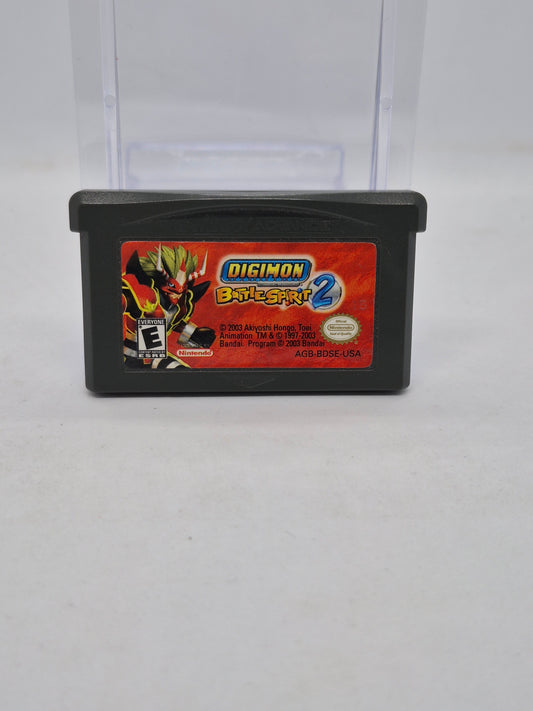 DIGIMON
BATTLE SPIRIT 2
EVERYONE
E
ESRB
Nintendo
© 2003 Akiyoshi Hongo, Toei
Animation TM & © 1997-2003
Bandai. Program © 2003 Bandai
AGB-BDSE-USA
Official
Nintendo
Seal of Quality